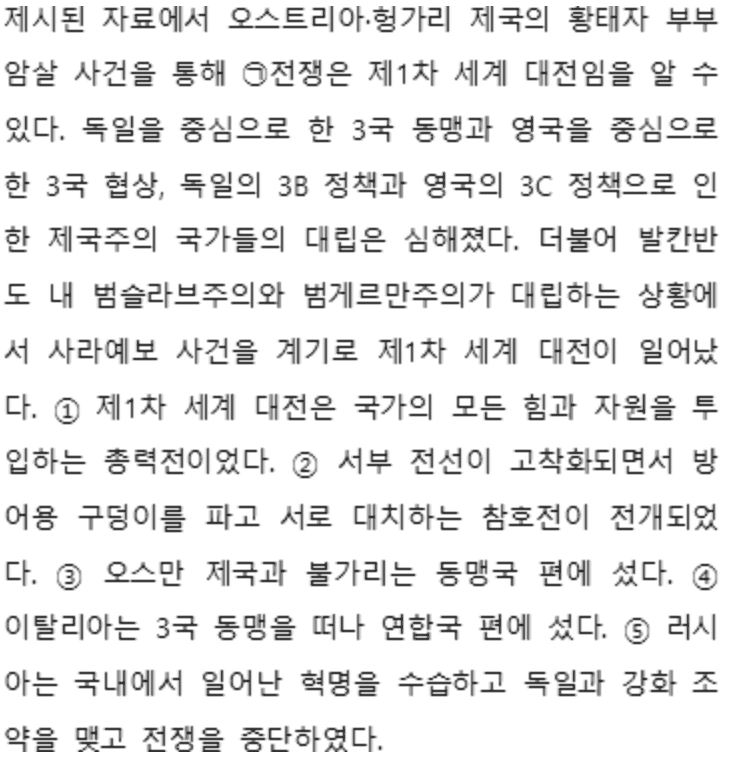 제시된 자료에서 오스트리아·헝가리 제국의 황태자 부부
암살 사건을 통해 ㉠전쟁은 제1차 세계 대전임을 알 수
있다. 독일을 중심으로 한 3국 동맹과 영국을 중심으로
한 3국 협상, 독일의 3B 정책과 영국의 3C 정책으로 인
한 제국주의 국가들의 대립은 심해졌다. 더불어 발칸반
도 내 범슬라브주의와 범게르만주의가 대립하는 상황에
서 사라예보 사건을 계기로 제1차 세계 대전이 일어났
다. ① 제1차 세계 대전은 국가의 모든 힘과 자원을 투
입하는 총력전이었다. ② 서부 전선이 고착화되면서 방
어용 구덩이를 파고 서로 대치하는 참호전이 전개되었
다. ③ 오스만 제국과 불가리는 동맹국 편에 섰다. ④
이탈리아는 3국 동맹을 떠나 연합국 편에 섰다. ⑤ 러시
아는 국내에서 일어난 혁명을 수습하고 독일과 강화 조
약을 맺고 전쟁을 중단하였다.